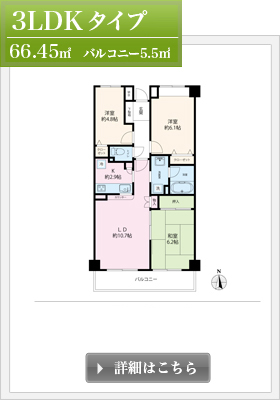 3LDKタイプ
66.45㎡ バルコニー5.5㎡
洋室
約4.8帖
洋室
約6.1帖
玄関
K
約2.9帖
LD
約10.7帖
押入
和室
6.2帖
バルコニー
N
詳細はこちら